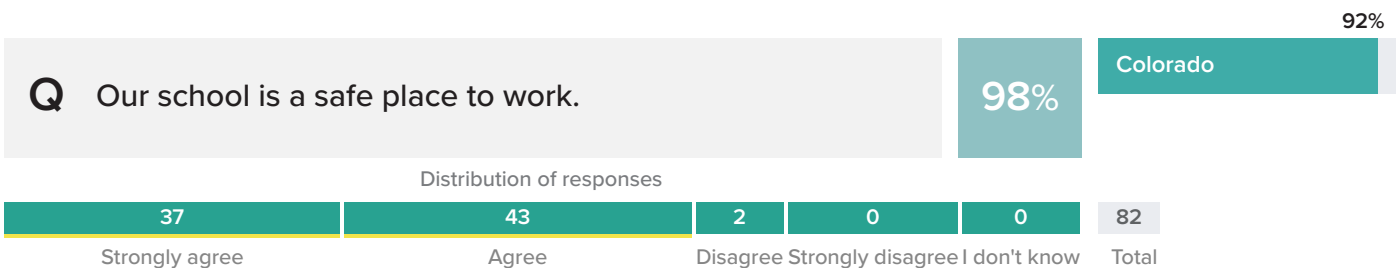 92%
Q Our school is a safe place to work.
98%
Colorado
Distribution of responses
37 43 2 0 0 82
Strongly agree Agree Disagree Strongly disagree I don't know Total